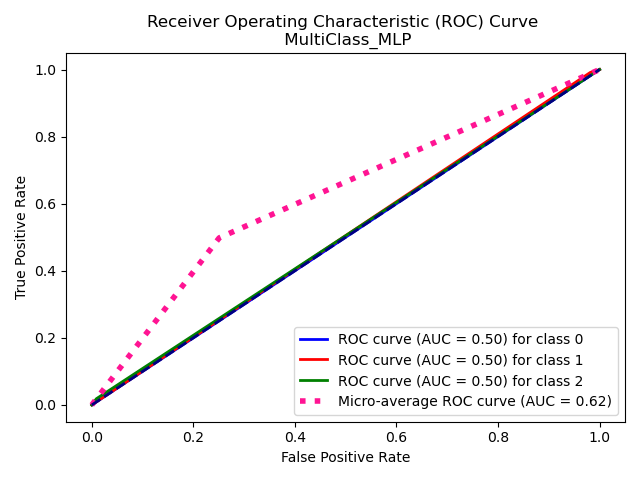 Receiver Operating Characteristic (ROC) Curve
MultiClass_MLP
True Positive Rate
1.0
0.8
0.6
0.4
0.2
0.0
ROC curve (AUC = 0.50) for class 0
ROC curve (AUC = 0.50) for class 1
ROC curve (AUC = 0.50) for class 2
Micro-average ROC curve (AUC = 0.62)
0.0 0.2 0.4 0.6 0.8 1.0
False Positive Rate